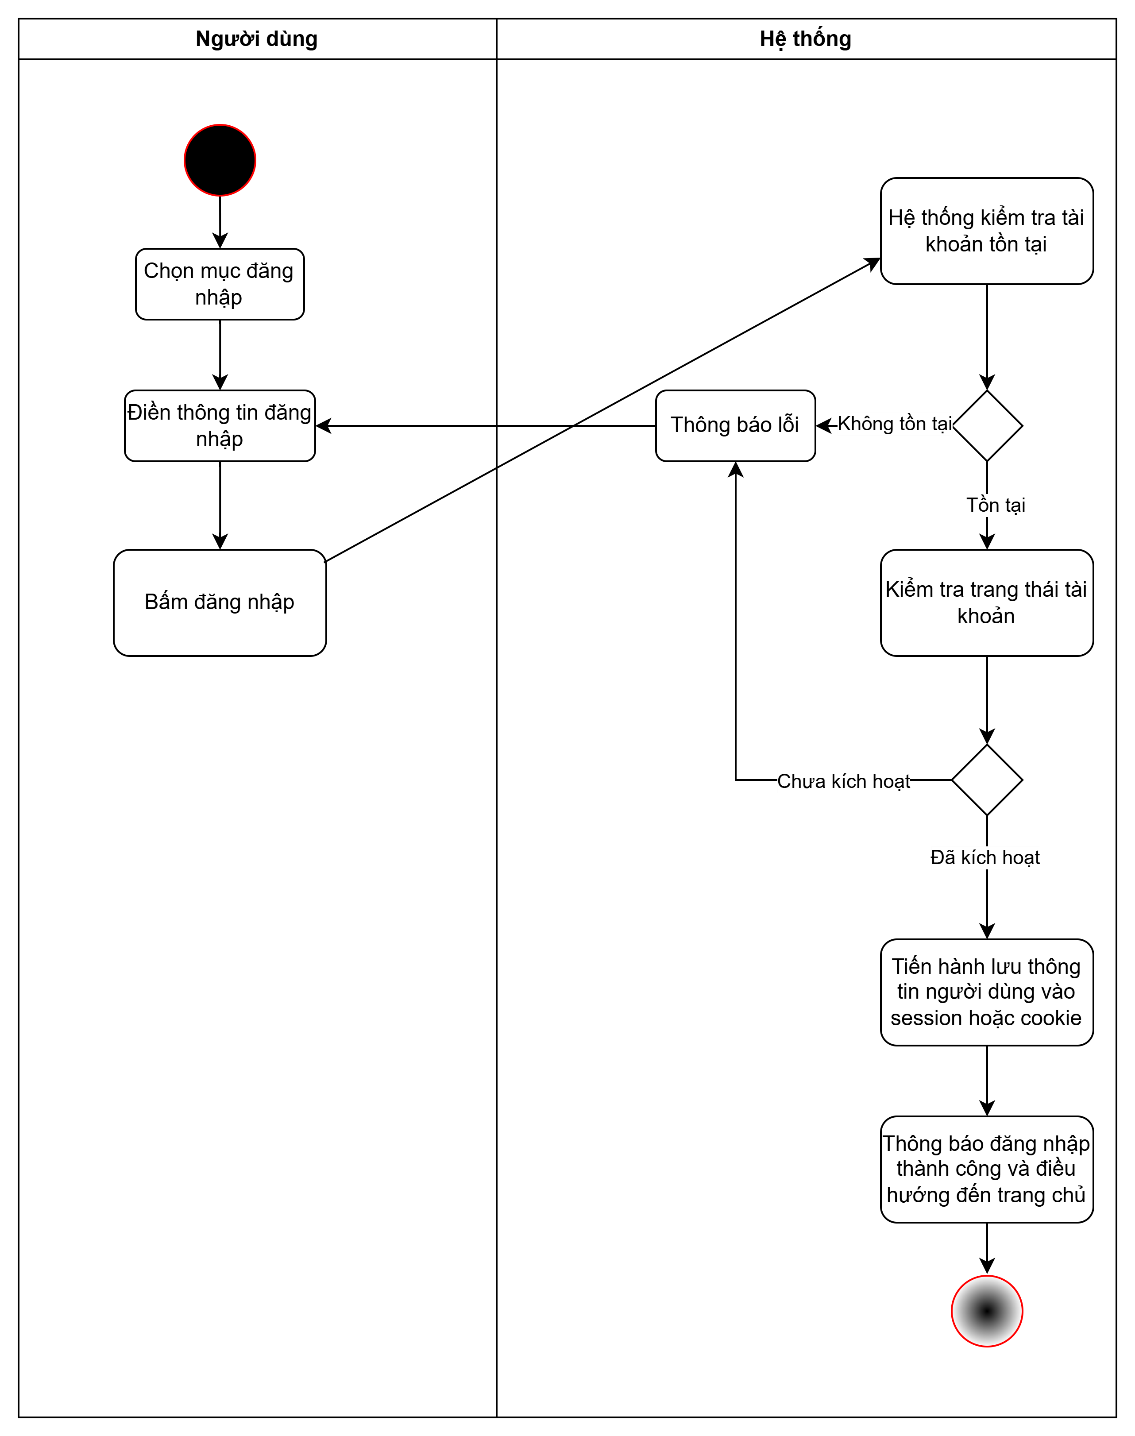 Người dùng
Hệ thống
Chọn mục đăng
nhập
Điền thông tin đăng
nhập
Bấm đăng nhập
Hệ thống kiểm tra tài
khoản tồn tại
Thông báo lỗi
Không tồn tại
Tồn tại
Kiểm tra trang thái tài
khoản
Chưa kích hoạt
Đã kích hoạt
Tiến hành lưu thông
tin người dùng vào
session hoặc cookie
Thông báo đăng nhập
thành công và điều
hướng đến trang chủ